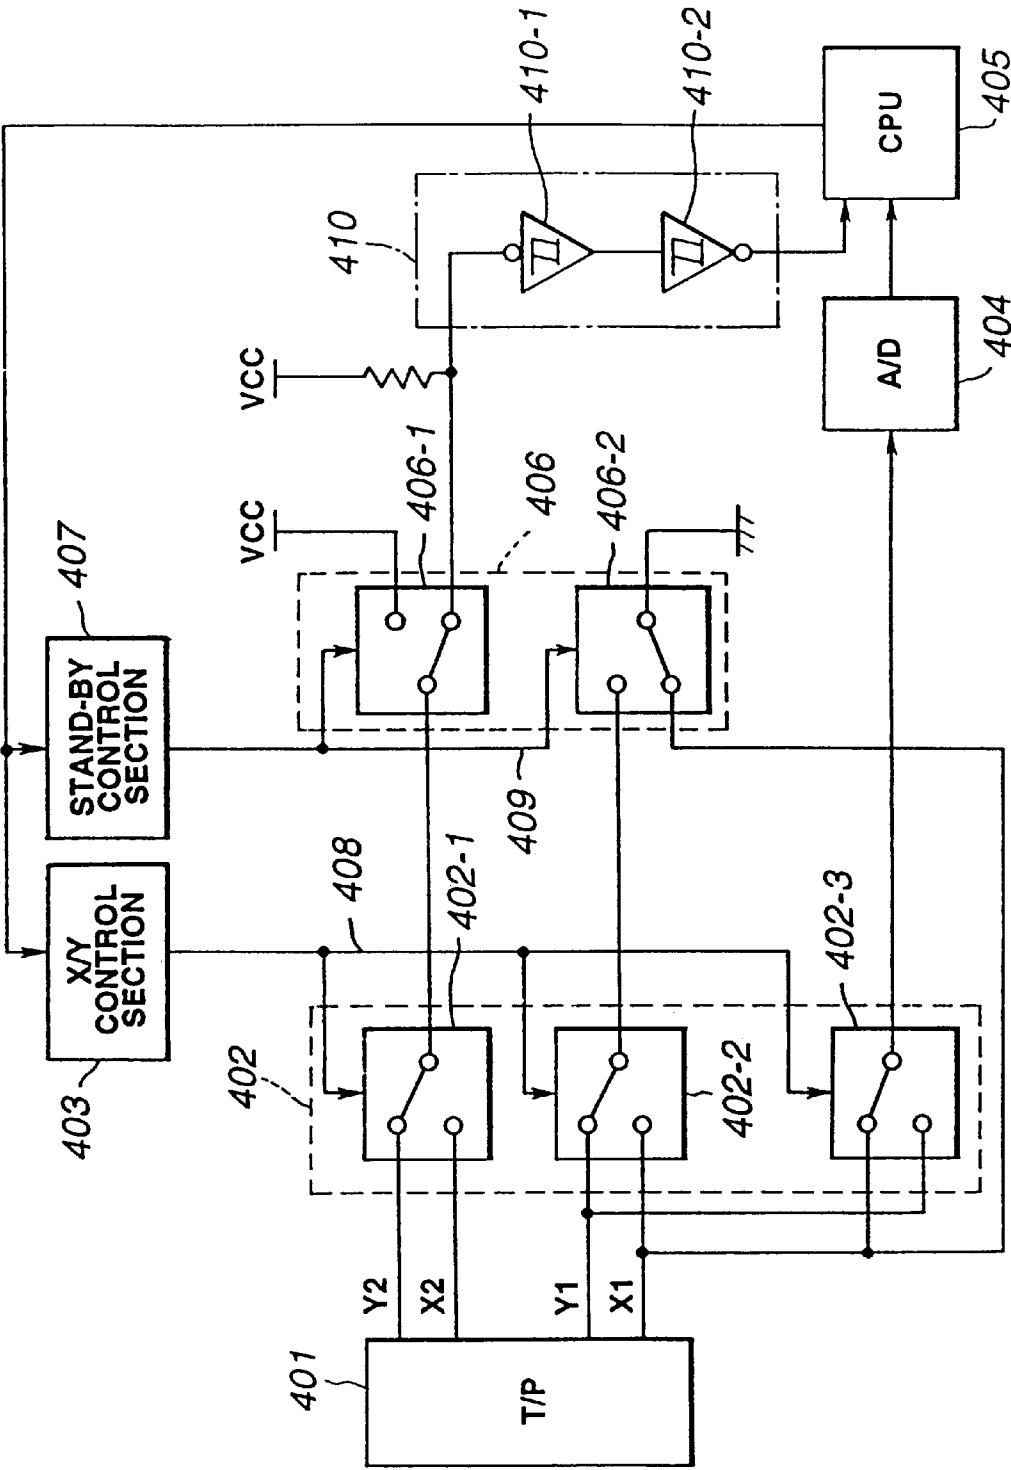 401
T/P
Y2
X2
Y1
X1
402
402-1
402-2
402-3
403
X/Y
CONTROL
SECTION
408
407
STAND-BY
CONTROL
SECTION
409
VCC
406-1
406
406-2
VCC
410
410-1
410-2
A/D
404
CPU
405